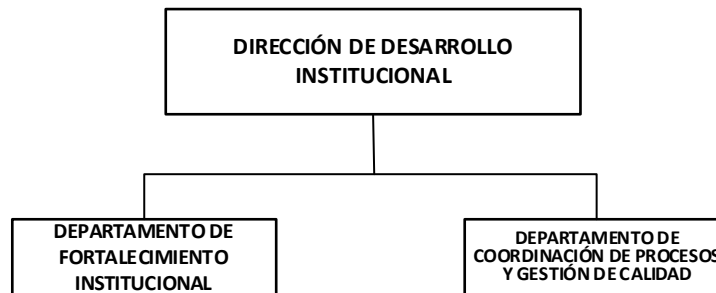 DIRECCIÓN DE DESARROLLO
INSTITUCIONAL
DEPARTAMENTO DE
FORTALECIMIENTO
INSTITUCIONAL
DEPARTAMENTO DE
COORDINACIÓN DE PROCESOS
Y GESTIÓN DE CALIDAD